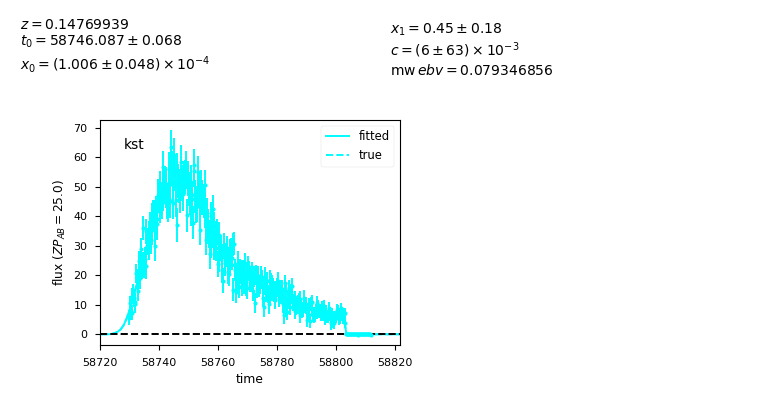 z = 0.14769939
t₀ = 58746.087 ± 0.068
x₀ = (1.006 ± 0.048) × 10⁻⁴
x₁ = 0.45 ± 0.18
c = (6 ± 63) × 10⁻³
mw ebv = 0.079346856
kst
fitted
true
flux (ZP_AB = 25.0)
70
60
50
40
30
20
10
0
58720 58740 58760 58780 58800 58820
time